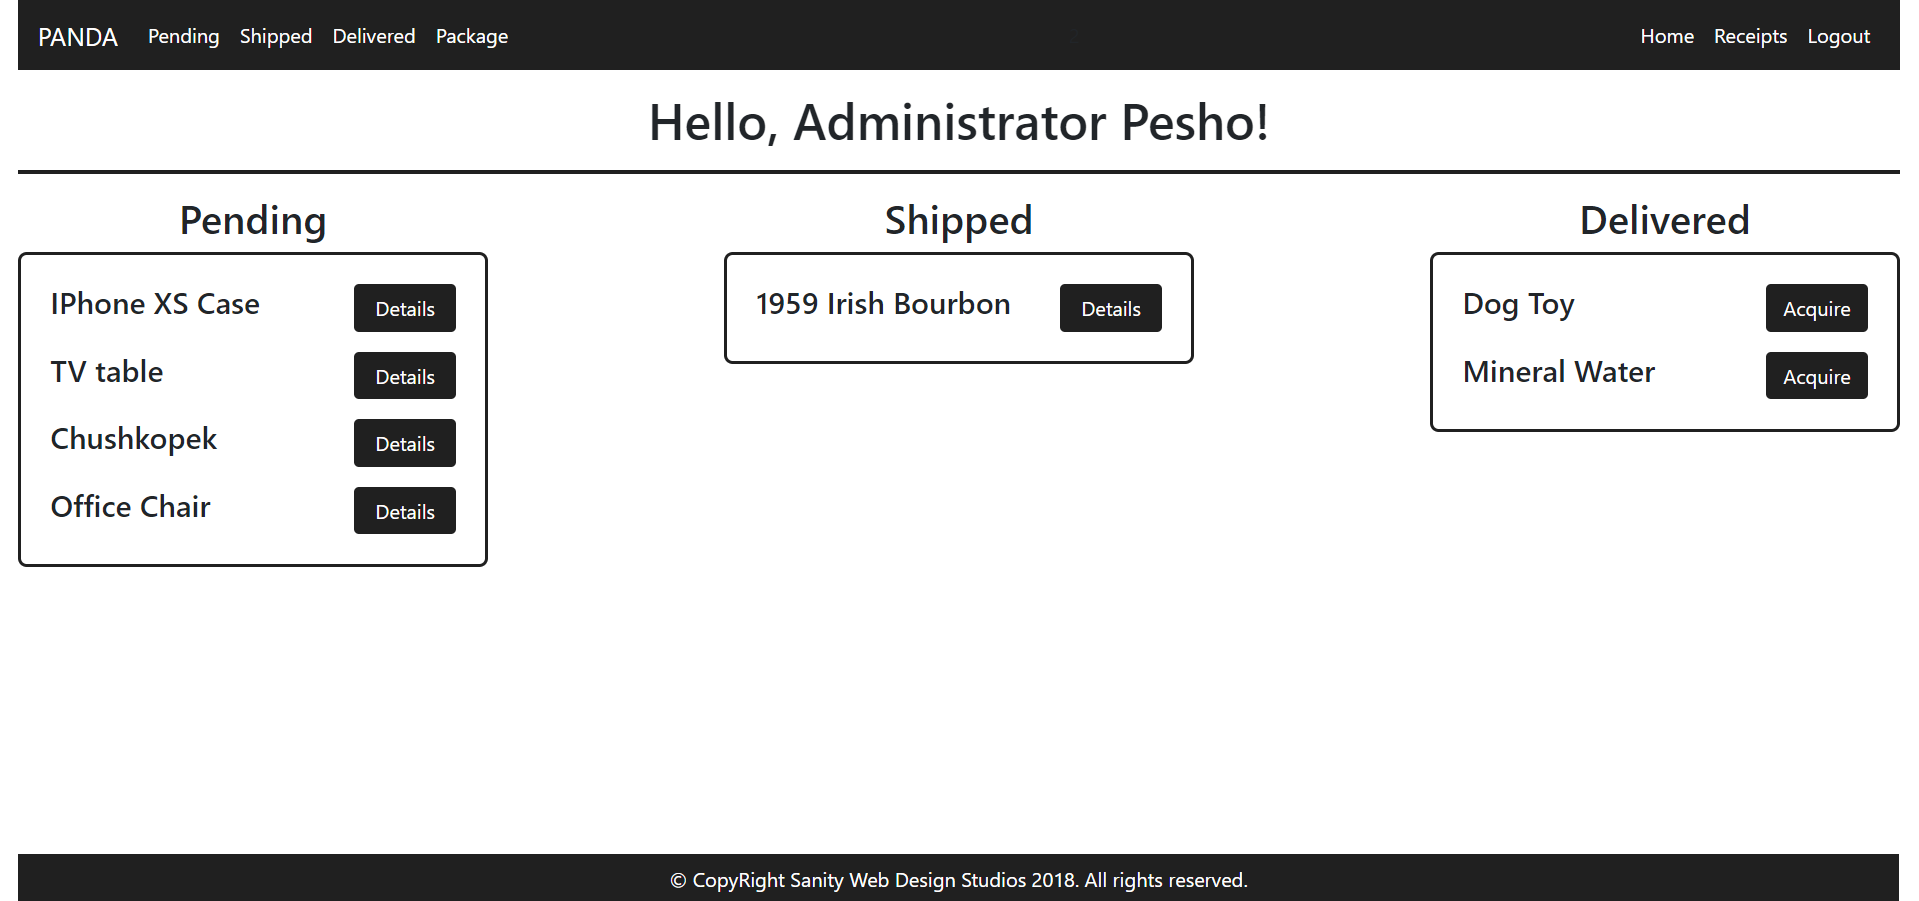 PANDA Pending Shipped Delivered Package Home Receipts Logout
Hello, Administrator Pesho!
Pending
IPhone XS Case Details
TV table Details
Chushkopek Details
Office Chair Details
Shipped
1959 Irish Bourbon Details
Delivered
Dog Toy Acquire
Mineral Water Acquire
© CopyRight Sanity Web Design Studios 2018. All rights reserved.